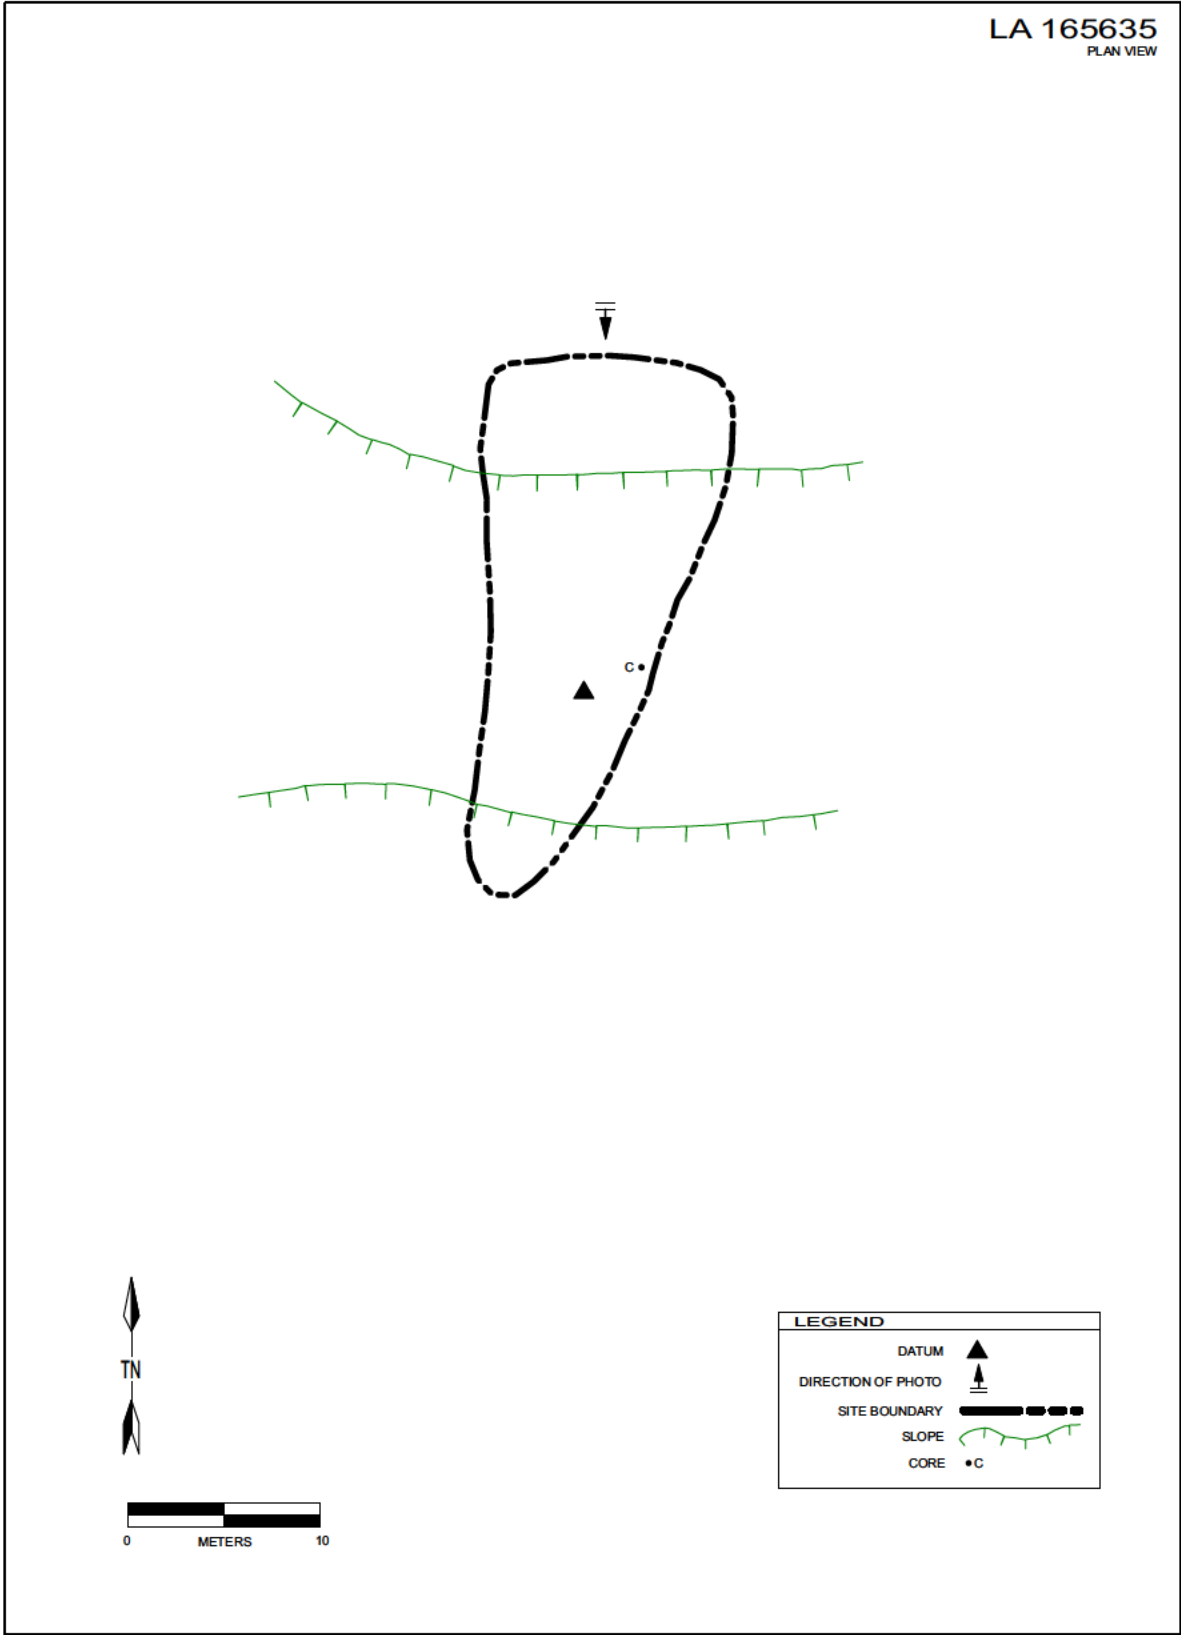 LA 165635
PLAN VIEW
C
TN
0 METERS 10
LEGEND
DATUM
DIRECTION OF PHOTO
SITE BOUNDARY
SLOPE
CORE C